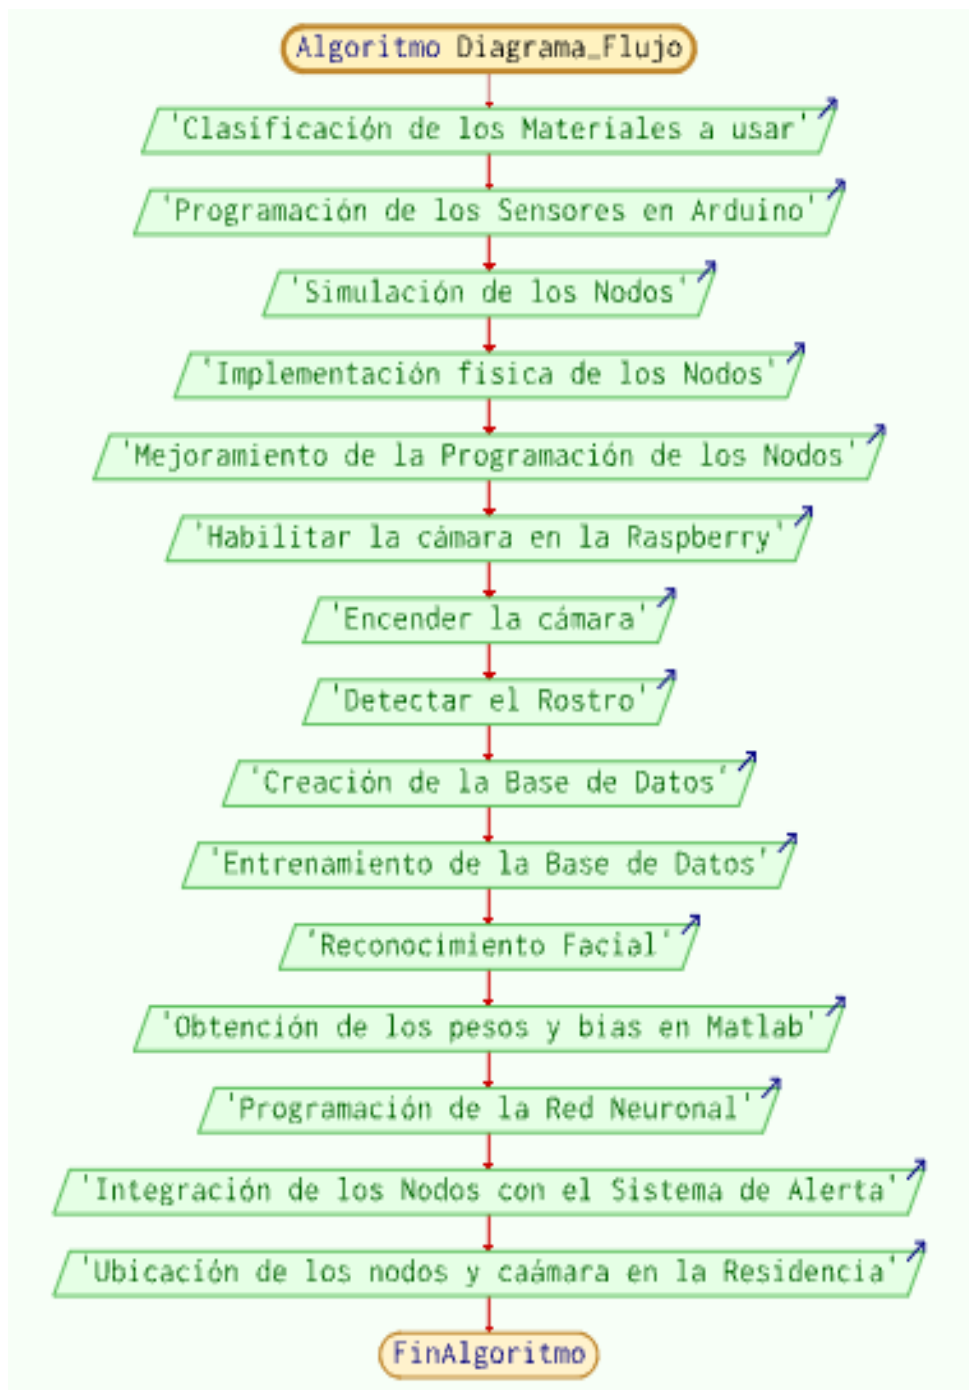 Algoritmo Diagrama_Flujo
'Clasificación de los Materiales a usar'
'Programación de los Sensores en Arduino'
'Simulación de los Nodos'
'Implementación física de los Nodos'
'Mejoramiento de la Programación de los Nodos'
'Habilitar la cámara en la Raspberry'
'Encender la cámara'
'Detectar el Rostro'
'Creación de la Base de Datos'
'Entrenamiento de la Base de Datos'
'Reconocimiento Facial'
'Obtención de los pesos y bias en Matlab'
'Programación de la Red Neuronal'
'Integración de los Nodos con el Sistema de Alerta'
'Ubicación de los nodos y caámara en la Residencia'
FinAlgoritmo